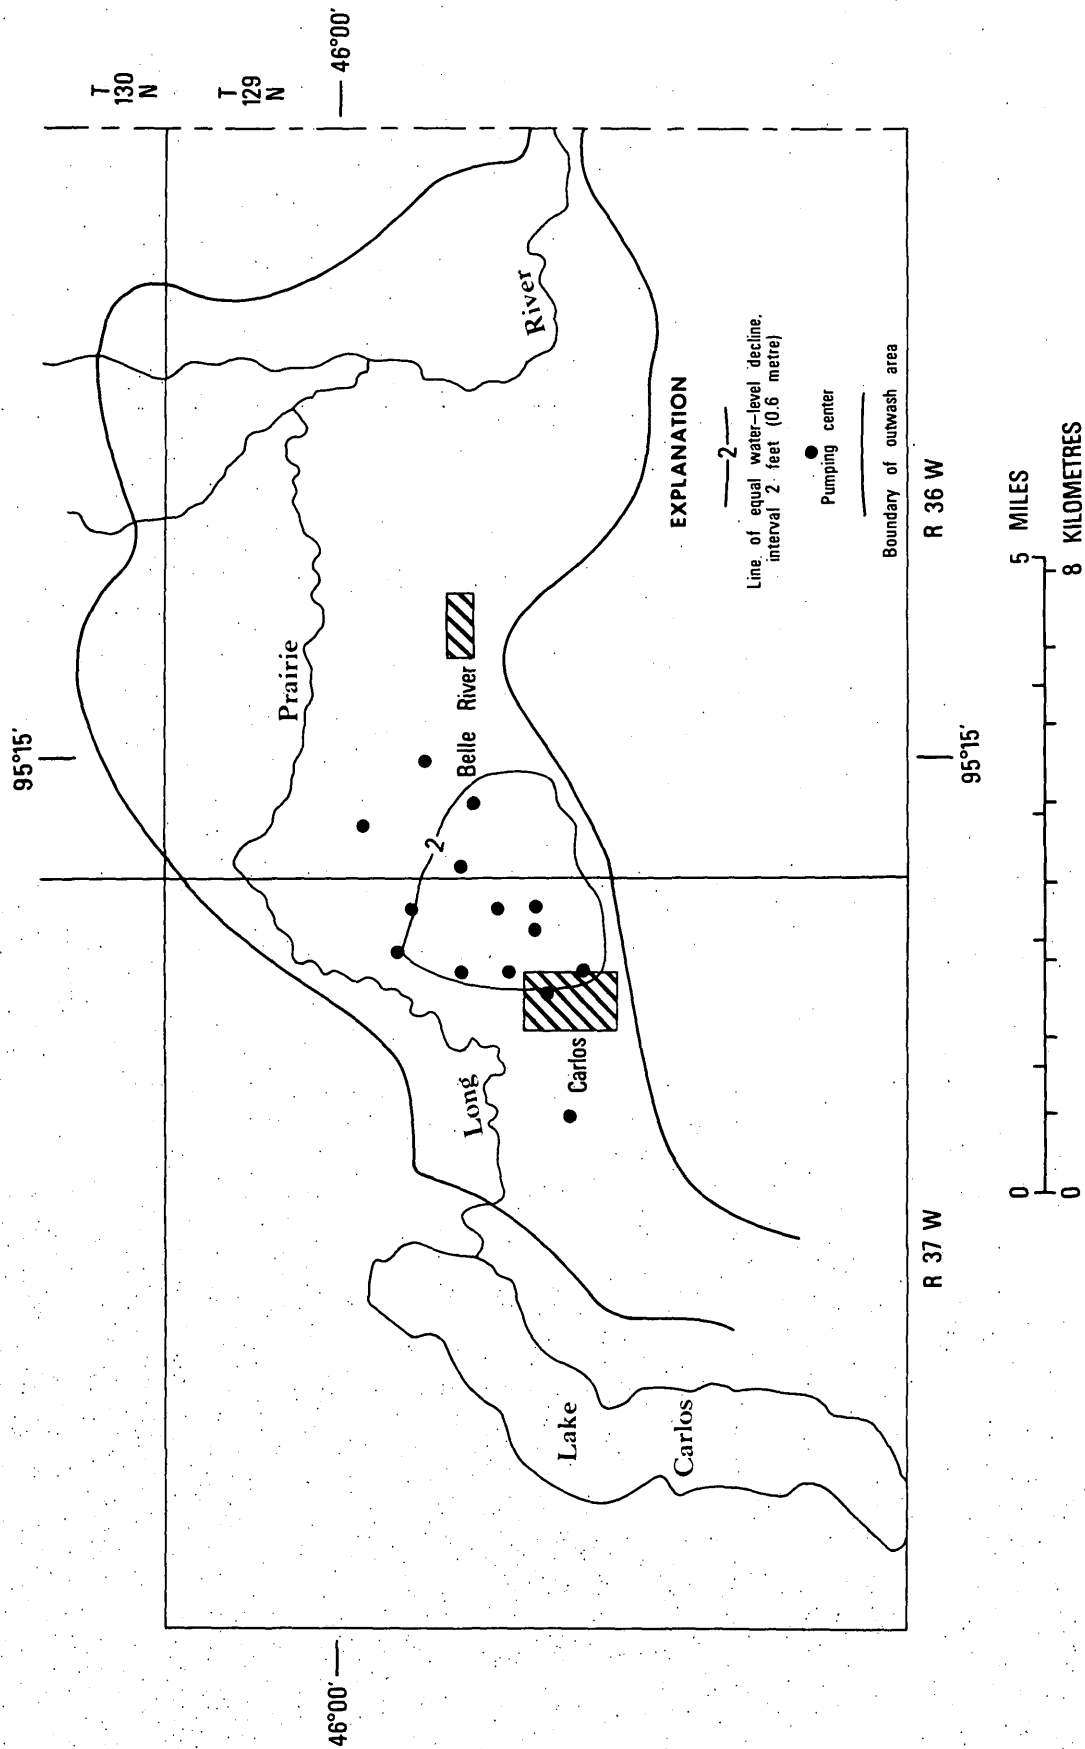 95°15'
T
130
N
T
129
N
46°00'
46°00'
Prairie
River
Long
Belle River
Carlos
Lake
Carlos
2
EXPLANATION
2
Line of equal water-level decline,
interval 2 feet (0.6 metre)
Pumping center
Boundary of outwash area
95°15'
R 37 W
R 36 W
0
5 MILES
0
8 KILOMETRES